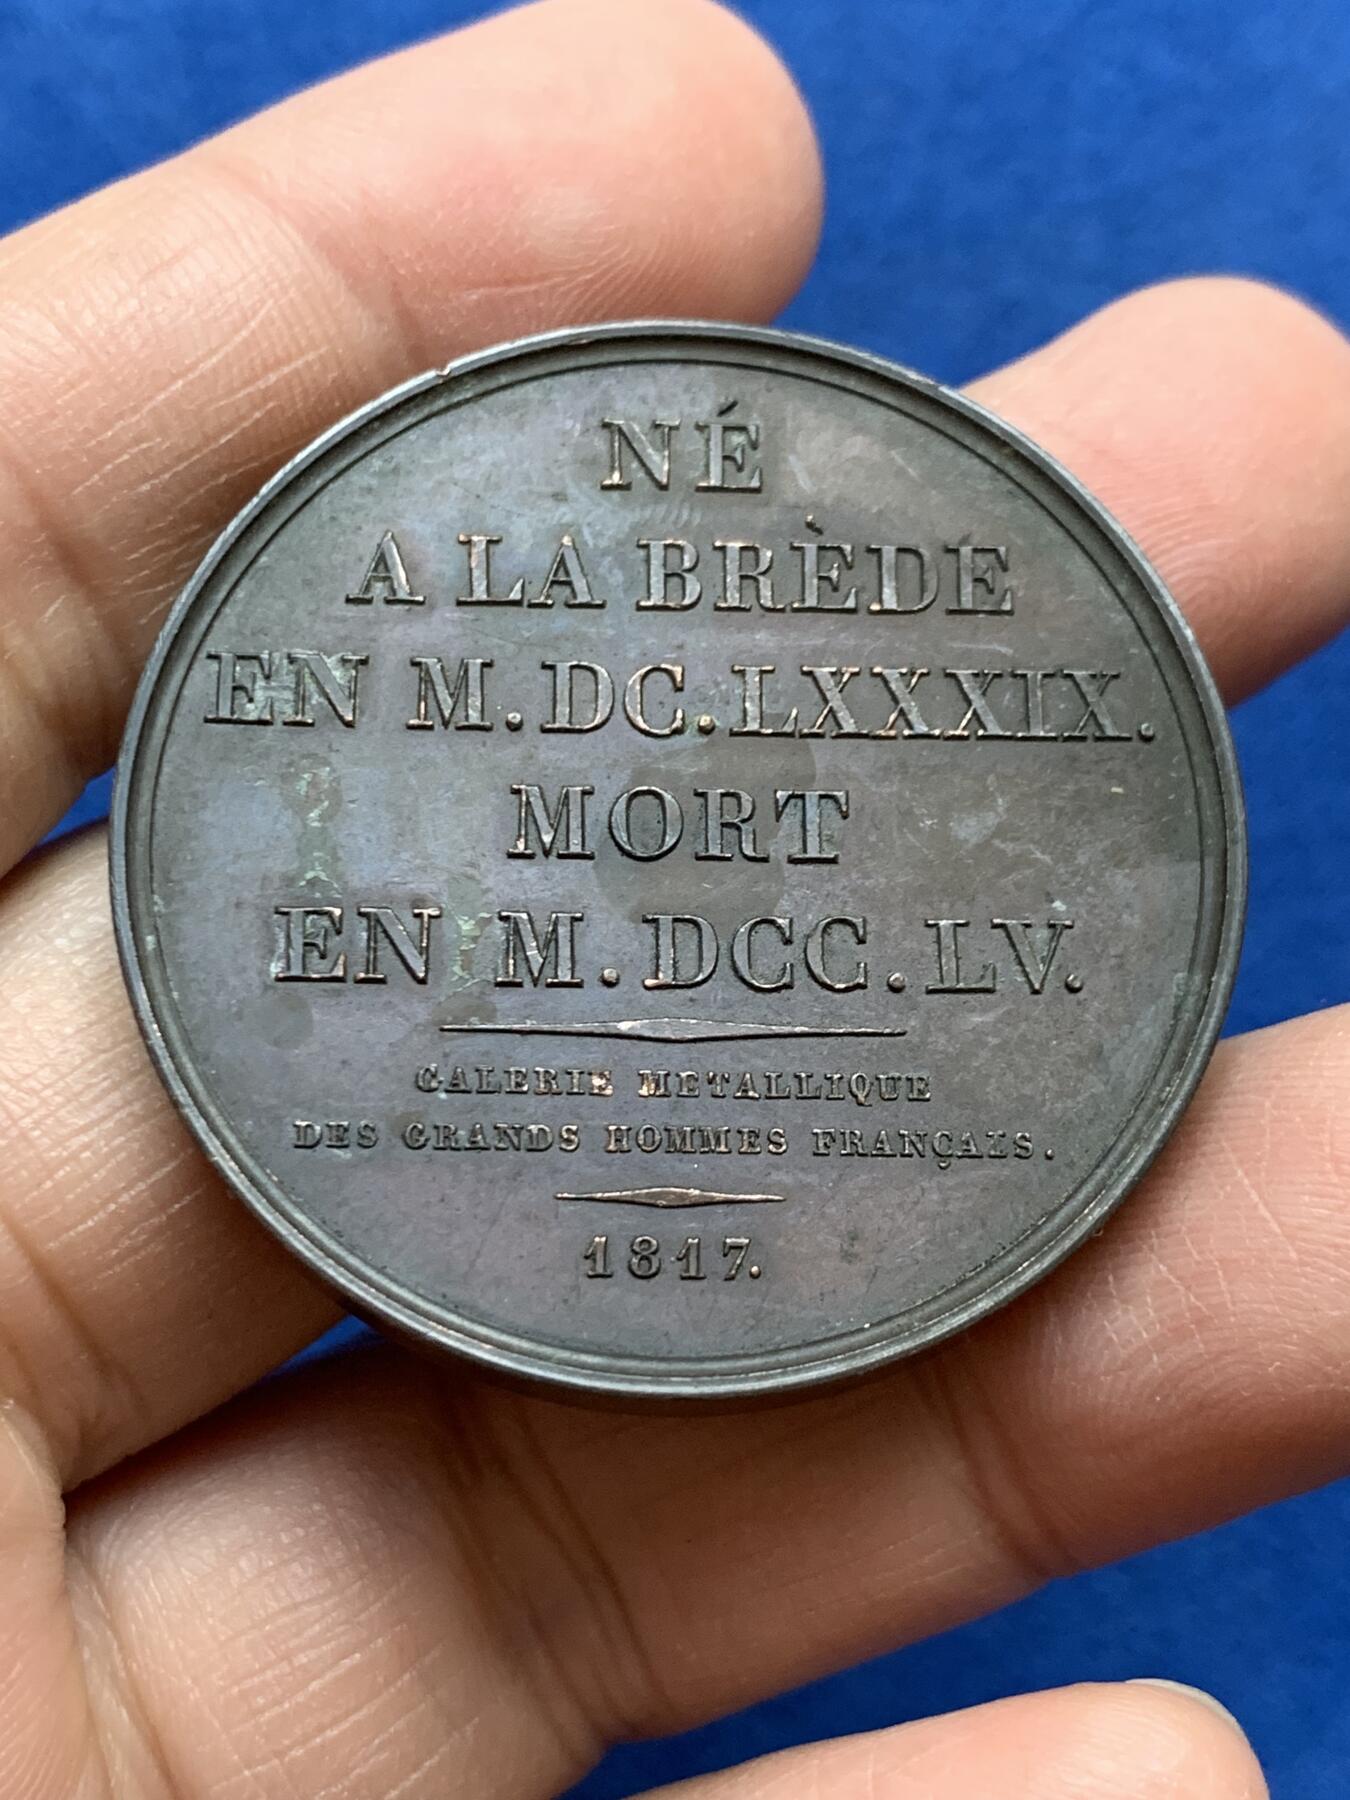 NÉ
A LA BRÈDE
EN M.DC.LXXXIX.
MORT
EN M.DCC.LV.
GALERIE METALLIQUE
DES GRANDS HOMMES FRANÇAIS.
1817.